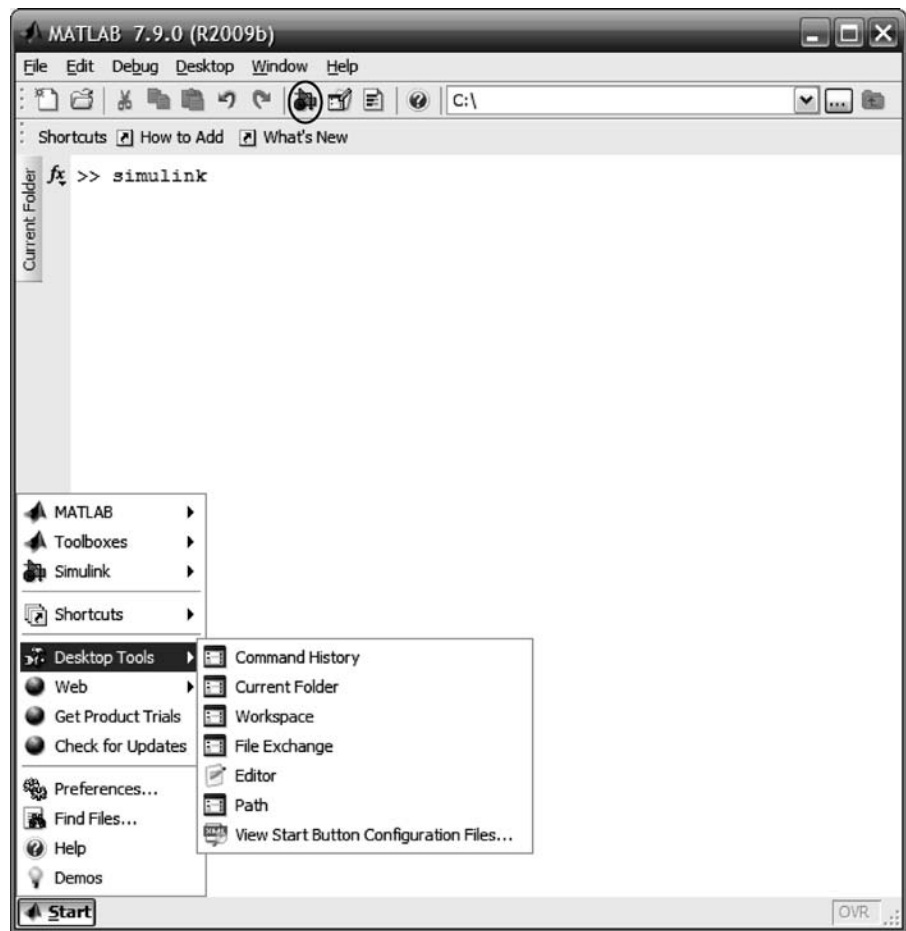 MATLAB 7.9.0 (R2009b)
File Edit Debug Desktop Window Help
C:\
Shortcuts How to Add What's New
Current Folder
fx >> simulink
MATLAB
Toolboxes
Simulink
Shortcuts
Desktop Tools
Web
Get Product Trials
Check for Updates
Preferences...
Find Files...
Help
Demos
Command History
Current Folder
Workspace
File Exchange
Editor
Path
View Start Button Configuration Files...
Start
OVR